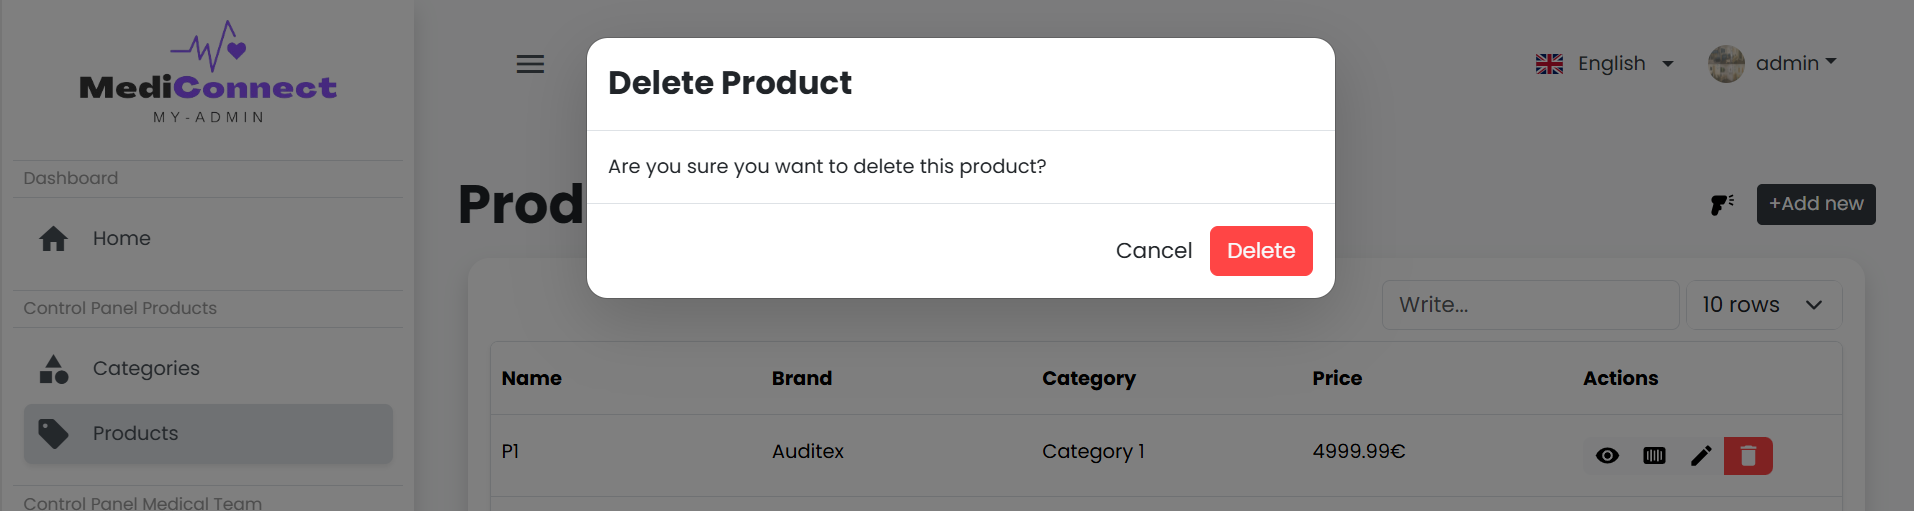 MediConnect
MY-ADMIN
Dashboard
Home
Control Panel Products
Categories
Products
Control Panel Medical Team
English
admin
Delete Product
Are you sure you want to delete this product?
Cancel
Delete
Prod
+Add new
Write...
10 rows
Name Brand Category Price Actions
P1 Auditex Category 1 4999.99€